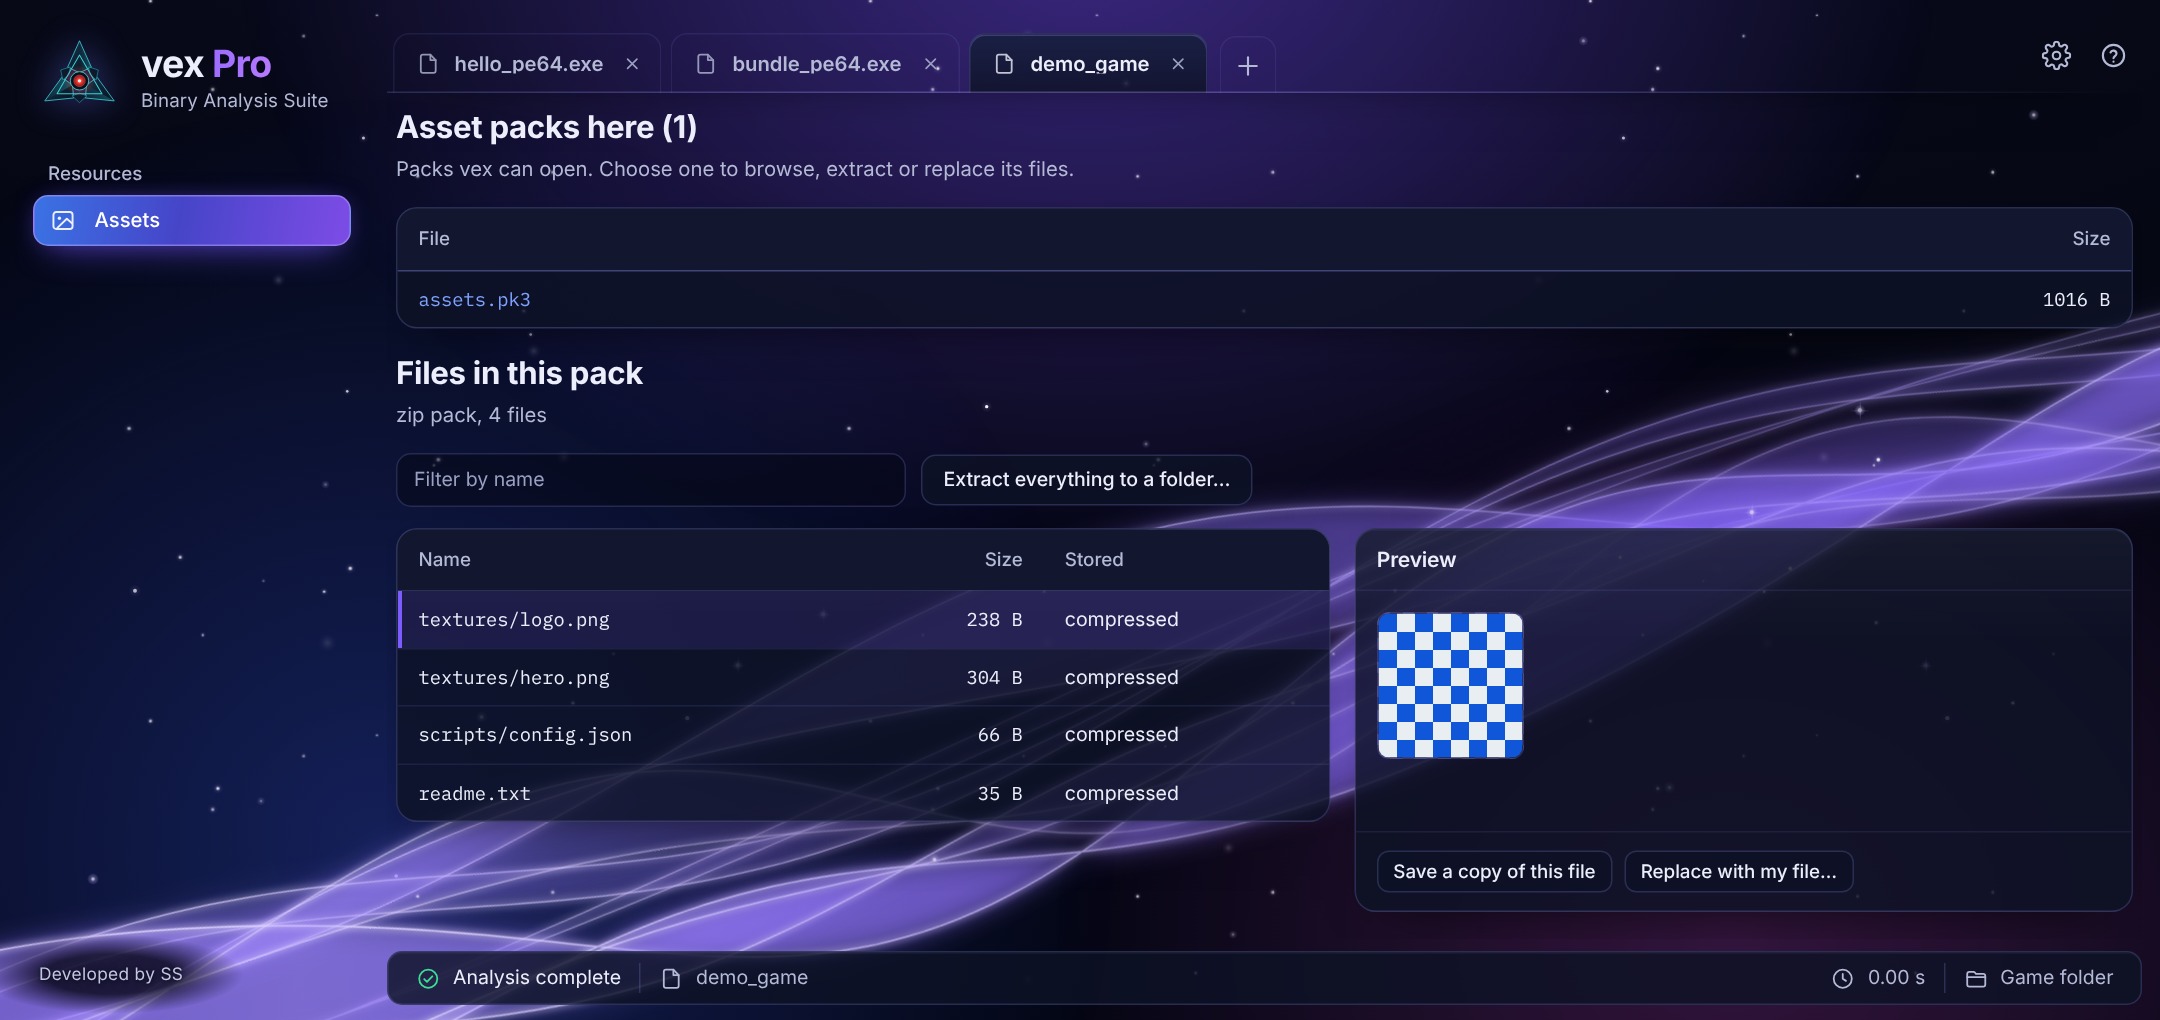 vex Pro
Binary Analysis Suite
hello_pe64.exe
bundle_pe64.exe
demo_game
Resources
Assets
Asset packs here (1)
Packs vex can open. Choose one to browse, extract or replace its files.
File Size
assets.pk3 1016 B
Files in this pack
zip pack, 4 files
Filter by name
Extract everything to a folder...
Name Size Stored
textures/logo.png 238 B compressed
textures/hero.png 304 B compressed
scripts/config.json 66 B compressed
readme.txt 35 B compressed
Preview
Save a copy of this file
Replace with my file...
Developed by SS
Analysis complete
demo_game
0.00 s
Game folder